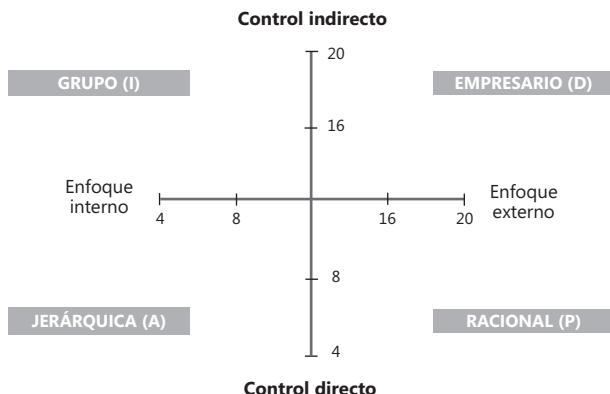 Control indirecto
20
GRUPO (I)
EMPRESARIO (D)
16
Enfoque
interno
Enfoque
externo
4
8
16
20
8
JERÁRQUICA (A)
RACIONAL (P)
4
Control directo